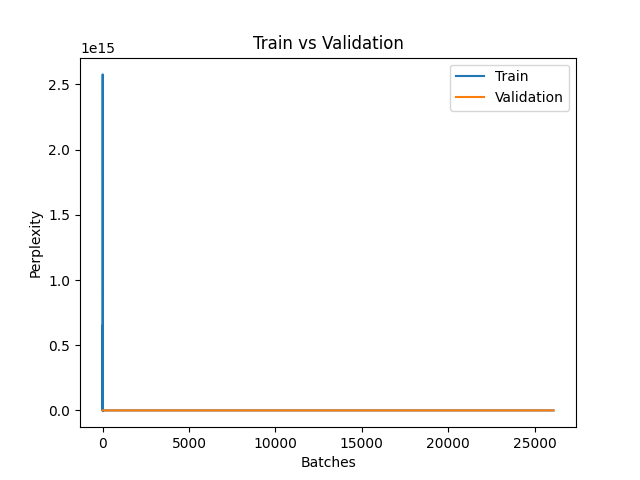 Train vs Validation
1e15
2.5
2.0
1.5
1.0
0.5
0.0
Perplexity
Train
Validation
0 5000 10000 15000 20000 25000
Batches